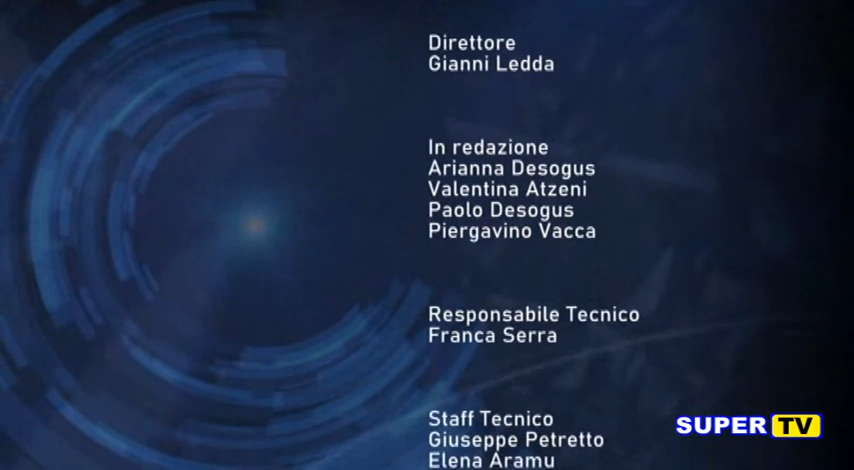 Direttore
Gianni Ledda
In redazione
Arianna Desogus
Valentina Atzeni
Paolo Desogus
Piergavino Vacca
Responsabile Tecnico
Franca Serra
Staff Tecnico
Giuseppe Petretto
Elena Aramu
SUPER TV